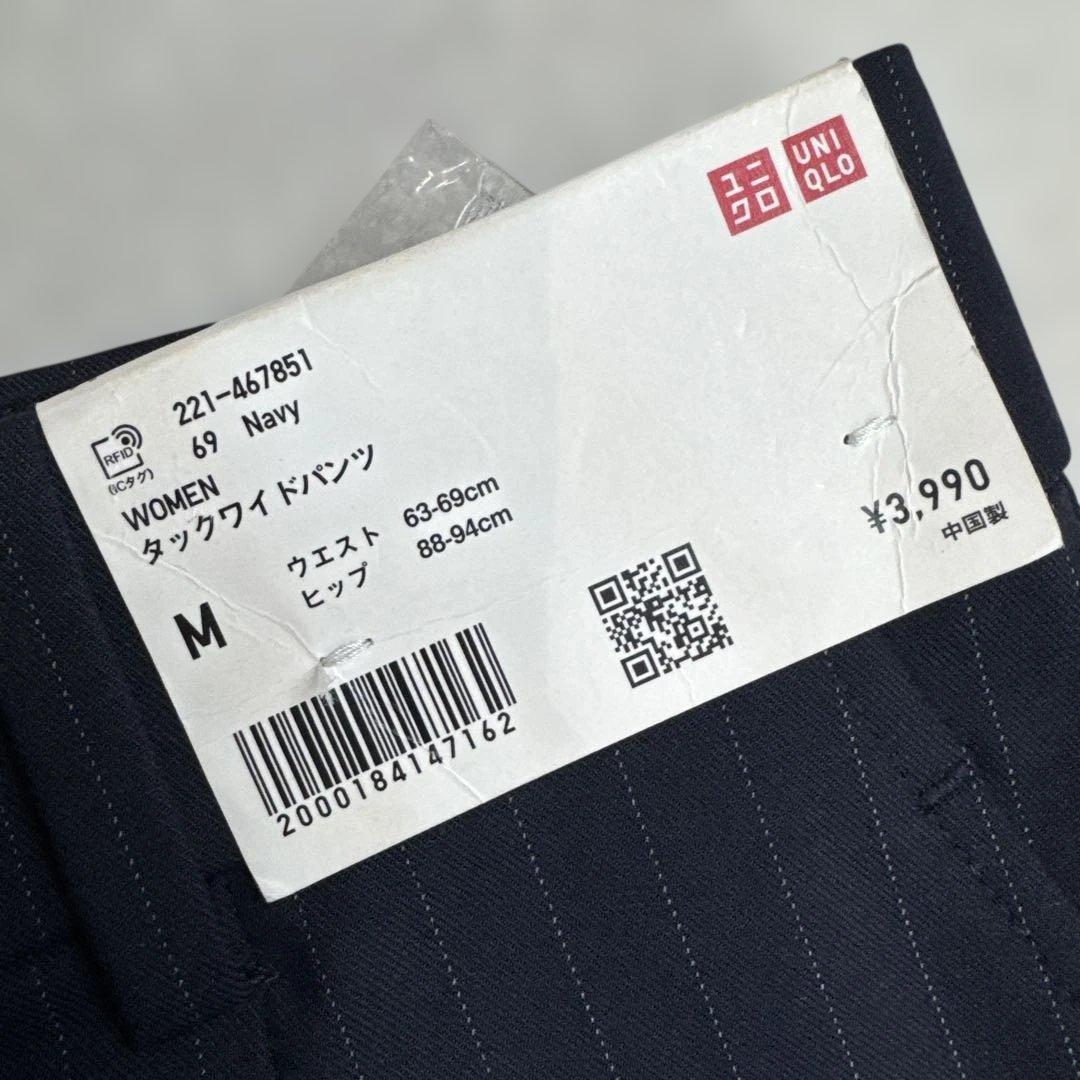 ユニ
クロ
UNI
QLO
221-467851
69 Navy
RFID
(ICタグ)
WOMEN
タックワイドパンツ
ウエスト 63-69cm
ヒップ 88-94cm
M
¥3,990
中国製
2000184147162